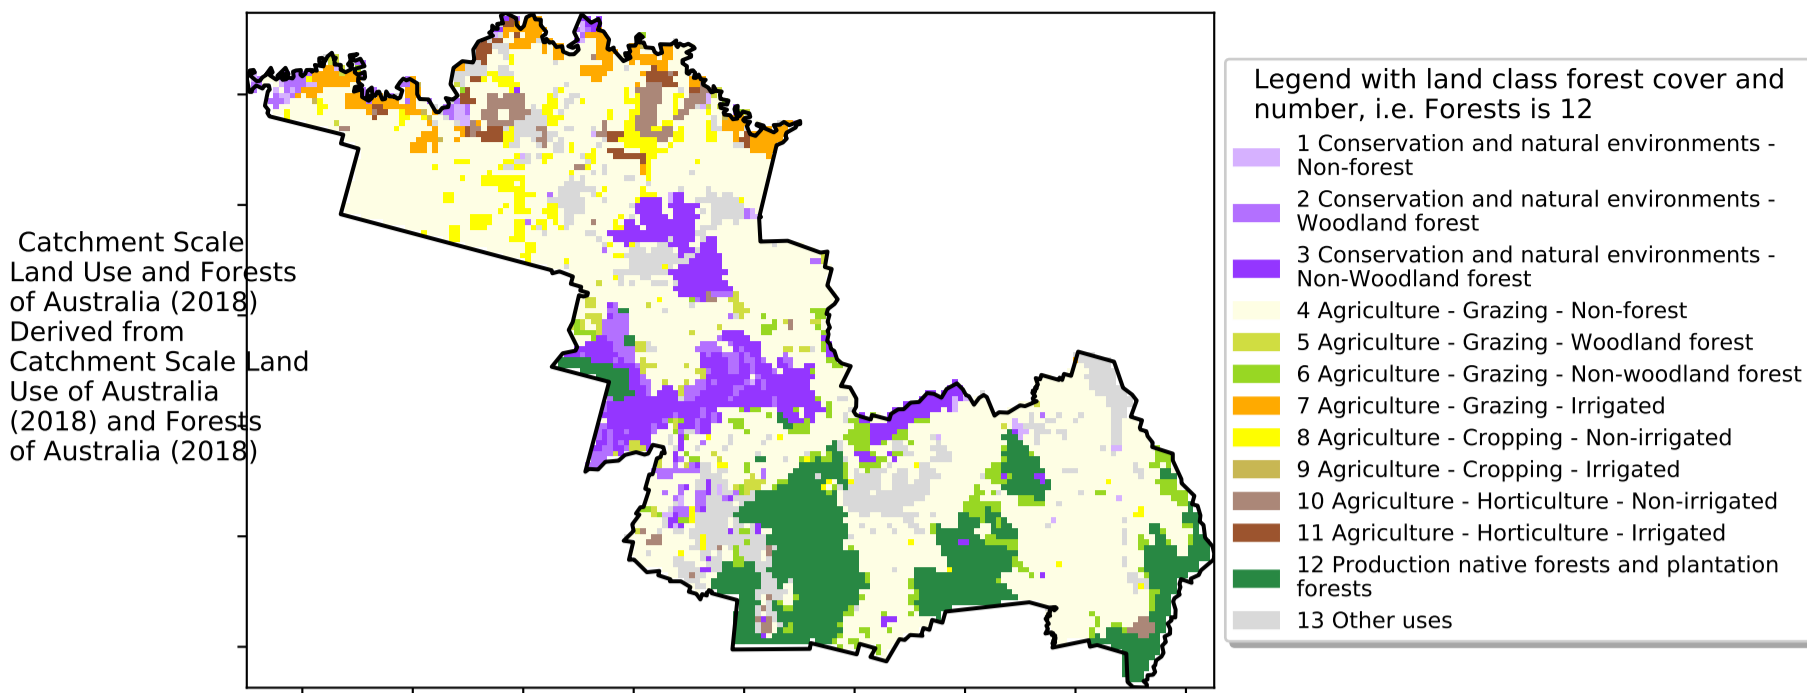 Catchment Scale
Land Use and Forests
of Australia (2018)
Derived from
Catchment Scale Land
Use of Australia
(2018) and Forests
of Australia (2018)
Legend with land class forest cover and
number, i.e. Forests is 12
1 Conservation and natural environments -
Non-forest
2 Conservation and natural environments -
Woodland forest
3 Conservation and natural environments -
Non-Woodland forest
4 Agriculture - Grazing - Non-forest
5 Agriculture - Grazing - Woodland forest
6 Agriculture - Grazing - Non-woodland forest
7 Agriculture - Grazing - Irrigated
8 Agriculture - Cropping - Non-irrigated
9 Agriculture - Cropping - Irrigated
10 Agriculture - Horticulture - Non-irrigated
11 Agriculture - Horticulture - Irrigated
12 Production native forests and plantation
forests
13 Other uses